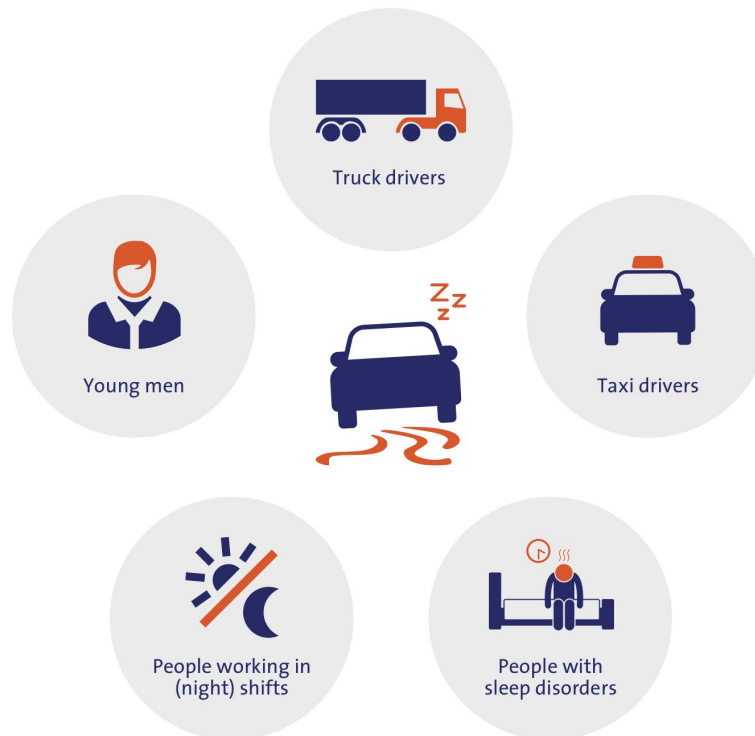 Truck drivers
Young men
Z
Z
z
Taxi drivers
People working in
(night) shifts
People with
sleep disorders